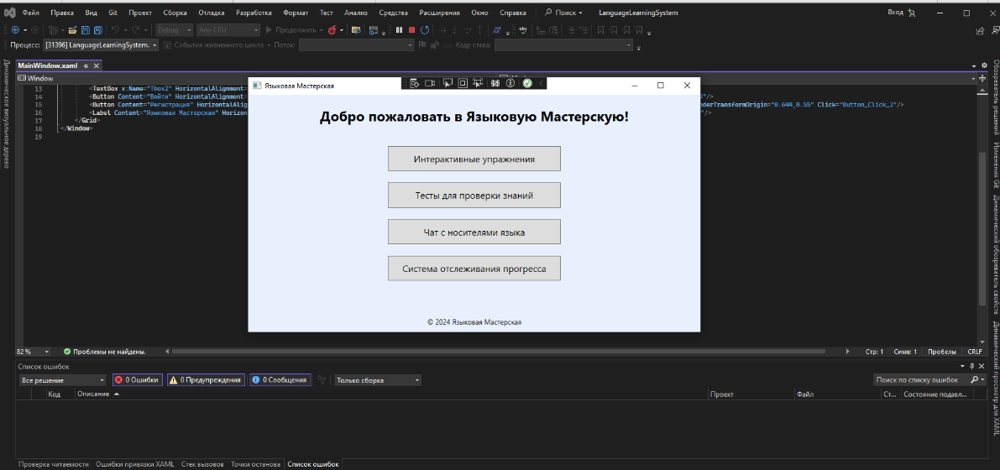 Файл Правка Вид Git Проект Сборка Отладка Разработка Формат Тест Анализ Средства Расширения Окно Справка Поиск LanguageLearningSystem Вход
Debug Any CPU Продолжить
Процесс: [31396] LanguageLearningSystem. События жизненного цикла Поток: Кадр стека:
MainWindow.xaml
Window
13 <TextBox x:Name="Tbox2" HorizontalAlignment=
14 <Button Content="Войти" HorizontalAlignment=
15 <Button Content="Регистрация" HorizontalAlig derTransformOrigin="0.644,0.55" Click="Button_Click_2"/>
16 <Label Content="Языковая Мастерская" Horizon "/>
17 </Grid>
18 </Window>
19
Языковая Мастерская
Добро пожаловать в Языковую Мастерскую!
Интерактивные упражнения
Тесты для проверки знаний
Чат с носителями языка
Система отслеживания прогресса
© 2024 Языковая Мастерская
82 % Проблемы не найдены. Стр: 1 Симв: 1 Пробелы CRLF
Список ошибок
Все решение 0 Ошибки 0 Предупреждения 0 Сообщения Только сборка Поиск по списку ошибок
Код Описание Проект Файл Ст... Состояние подавл...
Проверка читаемости Ошибки привязки XAML Стек вызовов Точки останова Список ошибок
Динамическое визуальное дерево
Обозреватель решений
Изменения Git
Динамический обозреватель свойств
Динамический просмотр для XAML